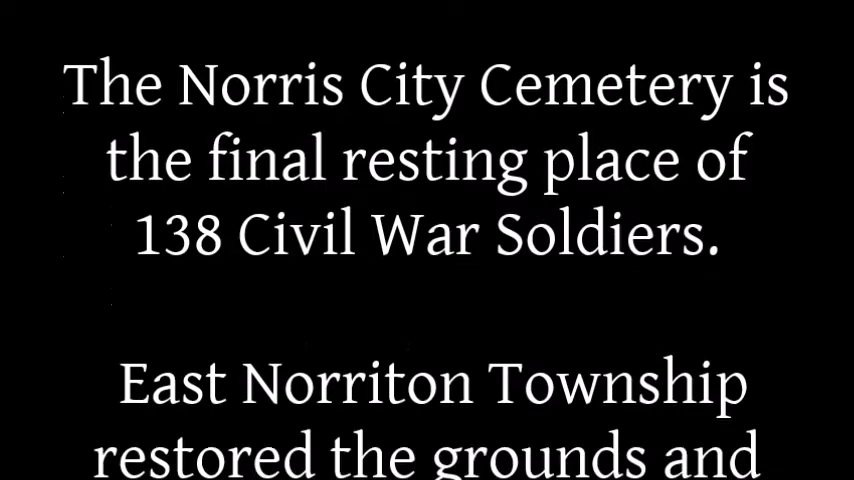 The Norris City Cemetery is
the final resting place of
138 Civil War Soldiers.
East Norriton Township
restored the grounds and